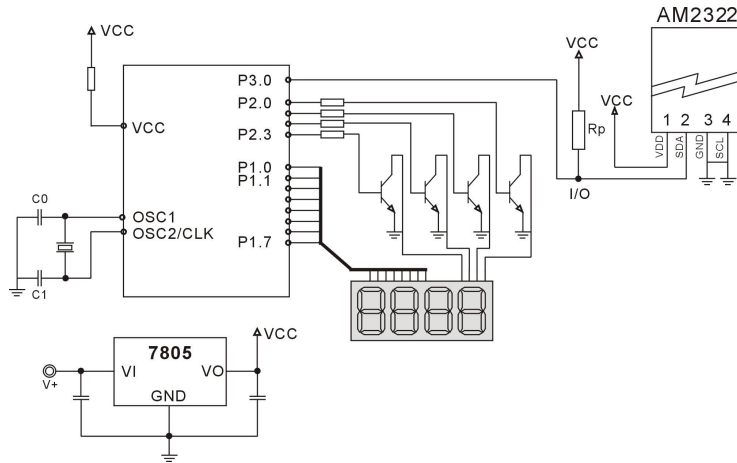 AM2322
VCC
P3.0
P2.0
P2.3
P1.0
P1.1
P1.7
VCC
OSC1
OSC2/CLK
C0
C1
VCC
Rp
I/O
VCC
1 2 3 4
VDD
SDA
GND
SCL
7805
VI VO
GND
V+
VCC